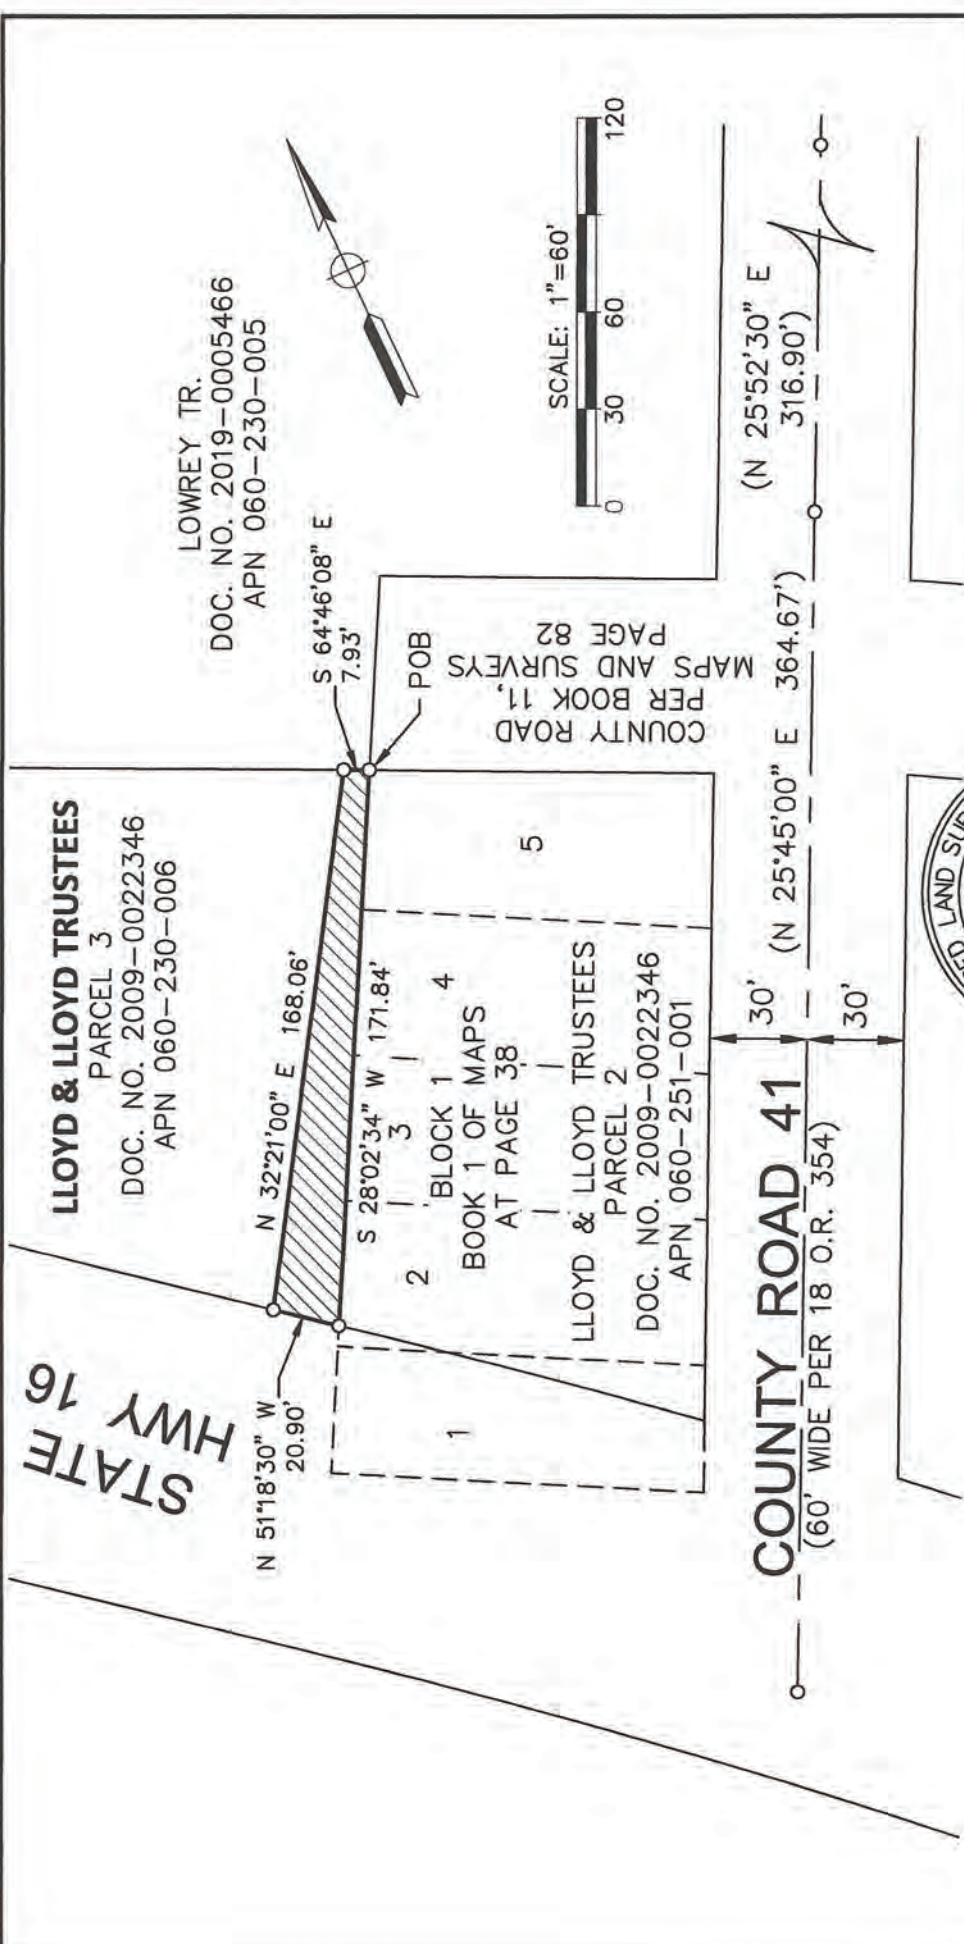 STATE
HWY 16
N 51°18'30" W
20.90'
LLOYD & LLOYD TRUSTEES
PARCEL 3
DOC. NO. 2009-0022346
APN 060-230-006
N 32°21'00" E 168.06'
S 28°02'34" W 171.84'
LOWREY TR.
DOC. NO. 2019-0005466
APN 060-230-005
S 64°46'08" E
7.93'
POB
SCALE: 1"=60'
0 30 60 120
1
2
3
4
5
BLOCK 1
BOOK 1 OF MAPS
AT PAGE 38
LLOYD & LLOYD TRUSTEES
PARCEL 2
DOC. NO. 2009-0022346
APN 060-251-001
COUNTY ROAD
PER BOOK 11,
MAPS AND SURVEYS
PAGE 82
COUNTY ROAD 41
(60' WIDE PER 18 O.R. 354)
30'
30'
(N 25°45'00" E 364.67')
(N 25°52'30" E
316.90')
LAND